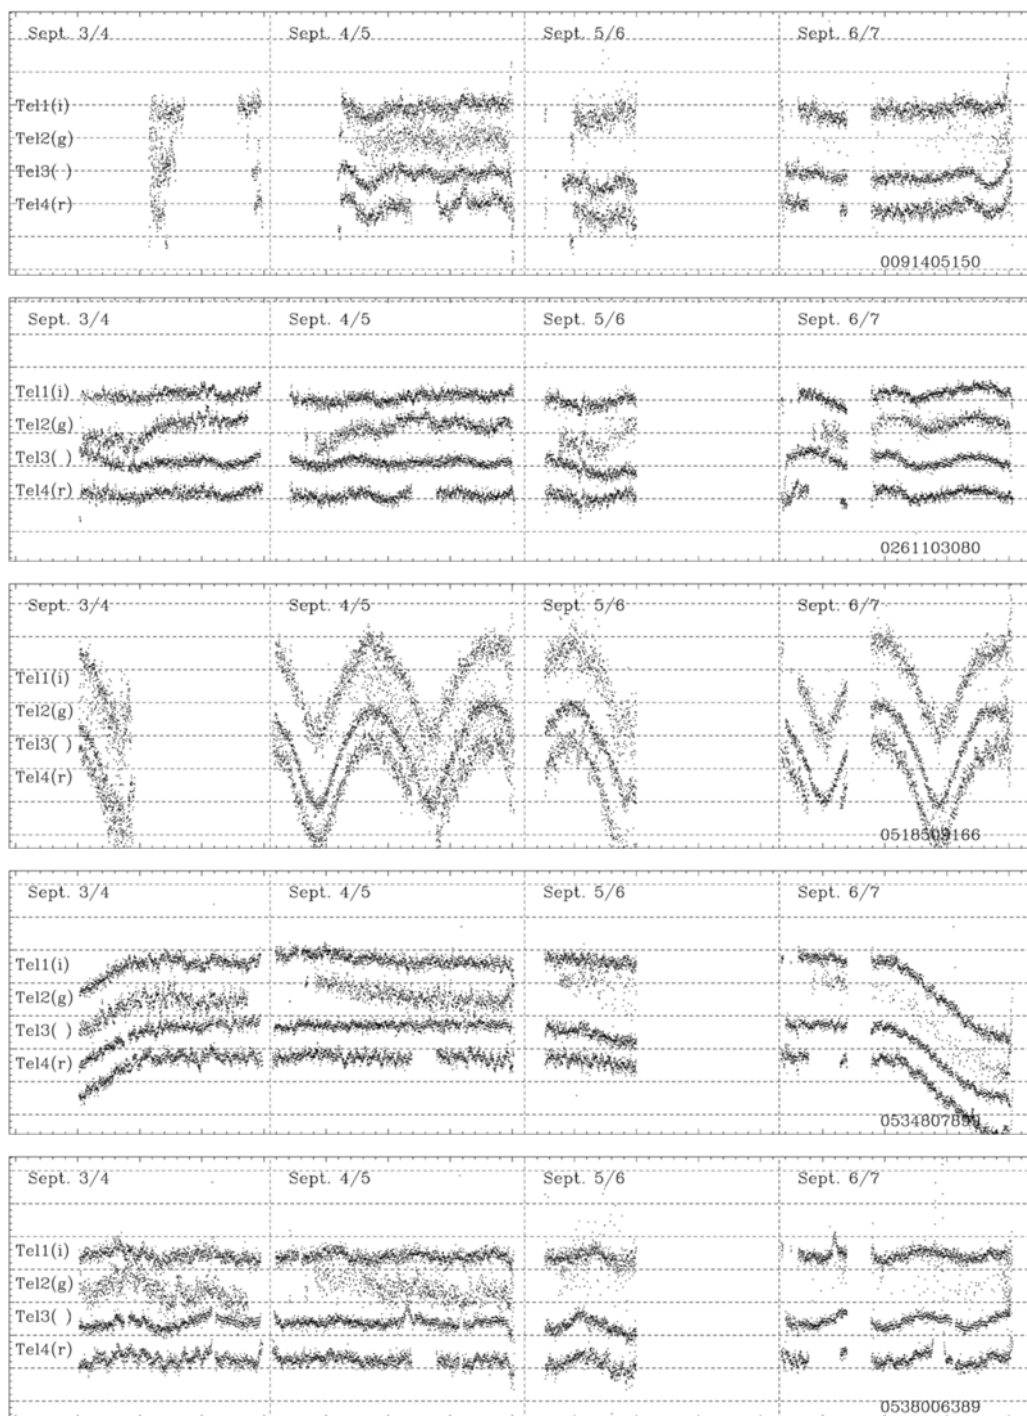 Sept. 3/4 Sept. 4/5 Sept. 5/6 Sept. 6/7
Tel1(i)
Tel2(g)
Tel3( )
Tel4(r)
0091405150
Sept. 3/4 Sept. 4/5 Sept. 5/6 Sept. 6/7
Tel1(i)
Tel2(g)
Tel3( )
Tel4(r)
0261103080
Sept. 3/4 Sept. 4/5 Sept. 5/6 Sept. 6/7
Tel1(i)
Tel2(g)
Tel3( )
Tel4(r)
0518509166
Sept. 3/4 Sept. 4/5 Sept. 5/6 Sept. 6/7
Tel1(i)
Tel2(g)
Tel3( )
Tel4(r)
Sept. 3/4 Sept. 4/5 Sept. 5/6 Sept. 6/7
Tel1(i)
Tel2(g)
Tel3( )
Tel4(r)
0538006389